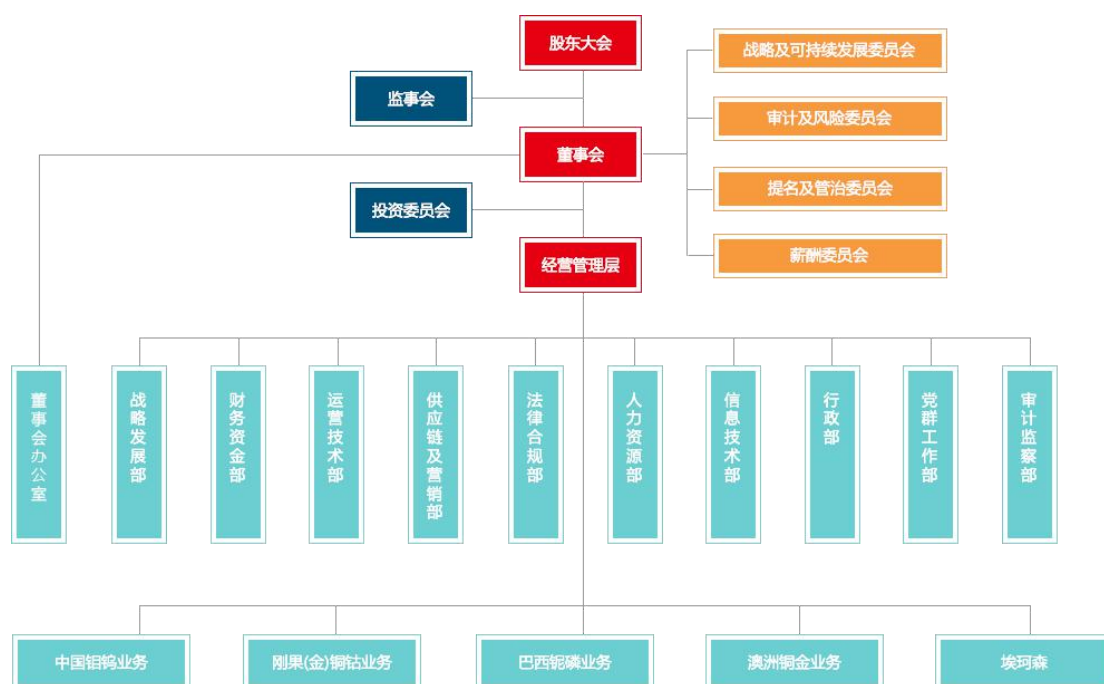 股东大会
战略及可持续发展委员会
监事会
审计及风险委员会
董事会
提名及管治委员会
投资委员会
薪酬委员会
经营管理层
董事会办公室
战略发展部
财务资金部
运营技术部
供应链及营销部
法律合规部
人力资源部
信息技术部
行政部
党群工作部
审计监察部
中国钼钨业务
刚果(金)铜钴业务
巴西铌磷业务
澳洲铜金业务
埃珂森